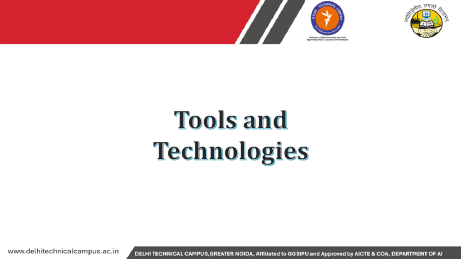 Tools and
Technologies
www.delhitechnicalcampus.ac.in
DELHI TECHNICAL CAMPUS,GREATER NOIDA, Affiliated to GGSIPU and Approved by AICTE & COA, DEPARTMENT OF AI